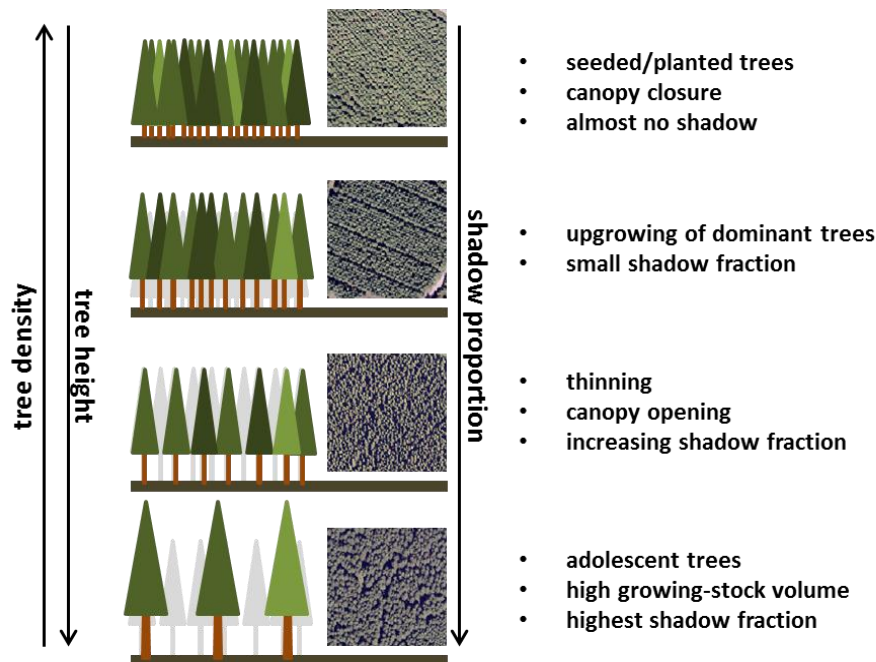 tree density
tree height
shadow proportion
• seeded/planted trees
• canopy closure
• almost no shadow
• upgrowing of dominant trees
• small shadow fraction
• thinning
• canopy opening
• increasing shadow fraction
• adolescent trees
• high growing-stock volume
• highest shadow fraction